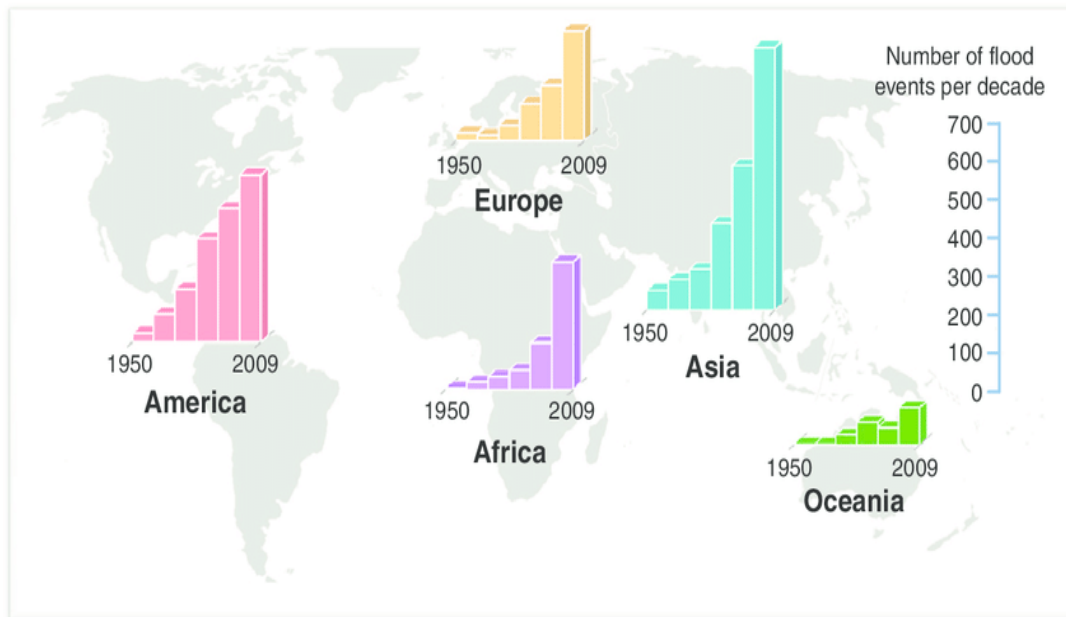 Number of flood
events per decade
700
600
500
400
300
200
100
0
1950 2009
Europe
1950 2009
America
1950 2009
Africa
1950 2009
Asia
1950 2009
Oceania